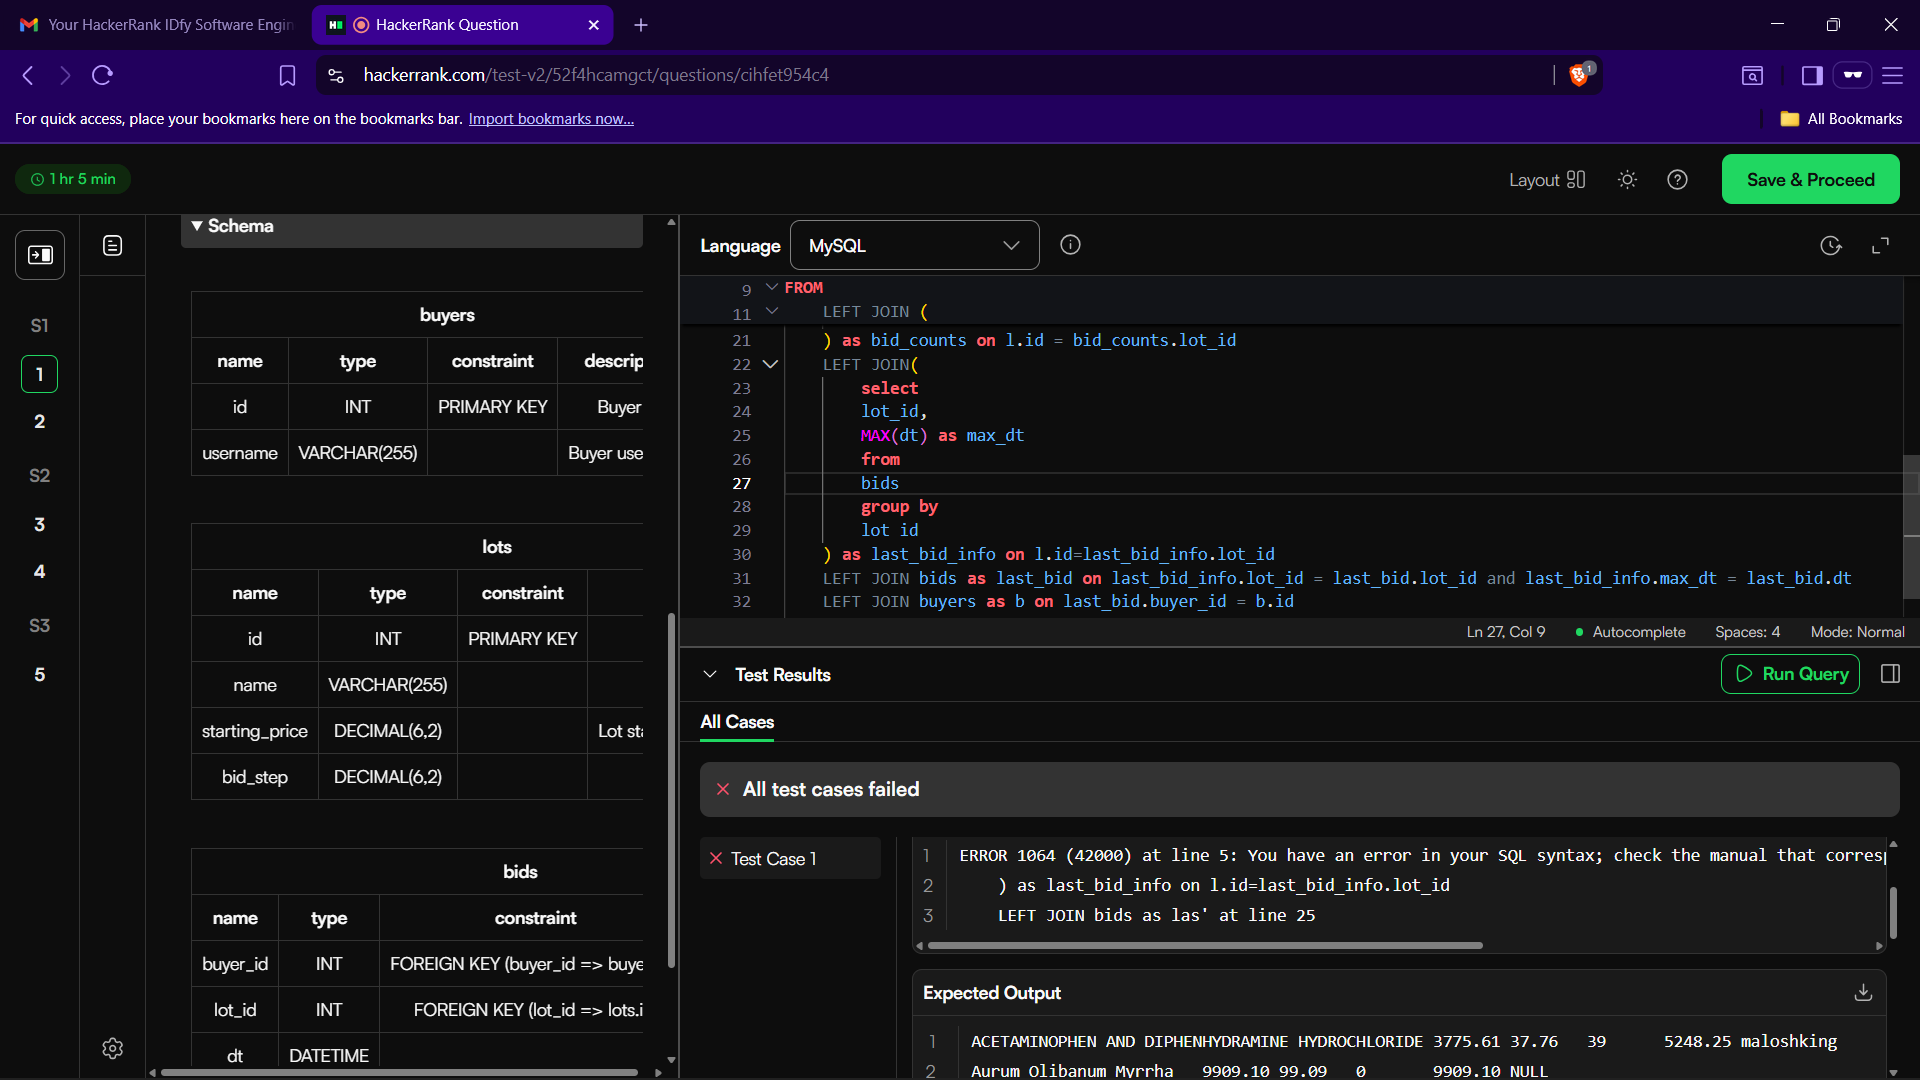 Your HackerRank IDfy Software Engin
HackerRank Question
hackerrank.com/test-v2/52f4hcamgct/questions/cihfet954c4
1
For quick access, place your bookmarks here on the bookmarks bar. Import bookmarks now...
All Bookmarks
1 hr 5 min
Layout
Save & Proceed
S1
1
2
S2
3
4
S3
5
Schema
buyers
name type constraint descrip
id INT PRIMARY KEY Buyer
username VARCHAR(255) Buyer use
lots
name type constraint
id INT PRIMARY KEY
name VARCHAR(255)
starting_price DECIMAL(6,2) Lot sta
bid_step DECIMAL(6,2)
bids
name type constraint
buyer_id INT FOREIGN KEY (buyer_id => buye
lot_id INT FOREIGN KEY (lot_id => lots.i
dt DATETIME
Language MySQL
9 FROM
11 LEFT JOIN (
21 ) as bid_counts on l.id = bid_counts.lot_id
22 LEFT JOIN(
23 select
24 lot_id,
25 MAX(dt) as max_dt
26 from
27 bids
28 group by
29 lot id
30 ) as last_bid_info on l.id=last_bid_info.lot_id
31 LEFT JOIN bids as last_bid on last_bid_info.lot_id = last_bid.lot_id and last_bid_info.max_dt = last_bid.dt
32 LEFT JOIN buyers as b on last_bid.buyer_id = b.id
Ln 27, Col 9 Autocomplete Spaces: 4 Mode: Normal
Test Results
Run Query
All Cases
All test cases failed
Test Case 1
1 ERROR 1064 (42000) at line 5: You have an error in your SQL syntax; check the manual that corresp
2 ) as last_bid_info on l.id=last_bid_info.lot_id
3 LEFT JOIN bids as las' at line 25
Expected Output
1 ACETAMINOPHEN AND DIPHENHYDRAMINE HYDROCHLORIDE 3775.61 37.76 39 5248.25 maloshking
2 Aurum Olibanum Myrrha 9909.10 99.09 0 9909.10 NULL